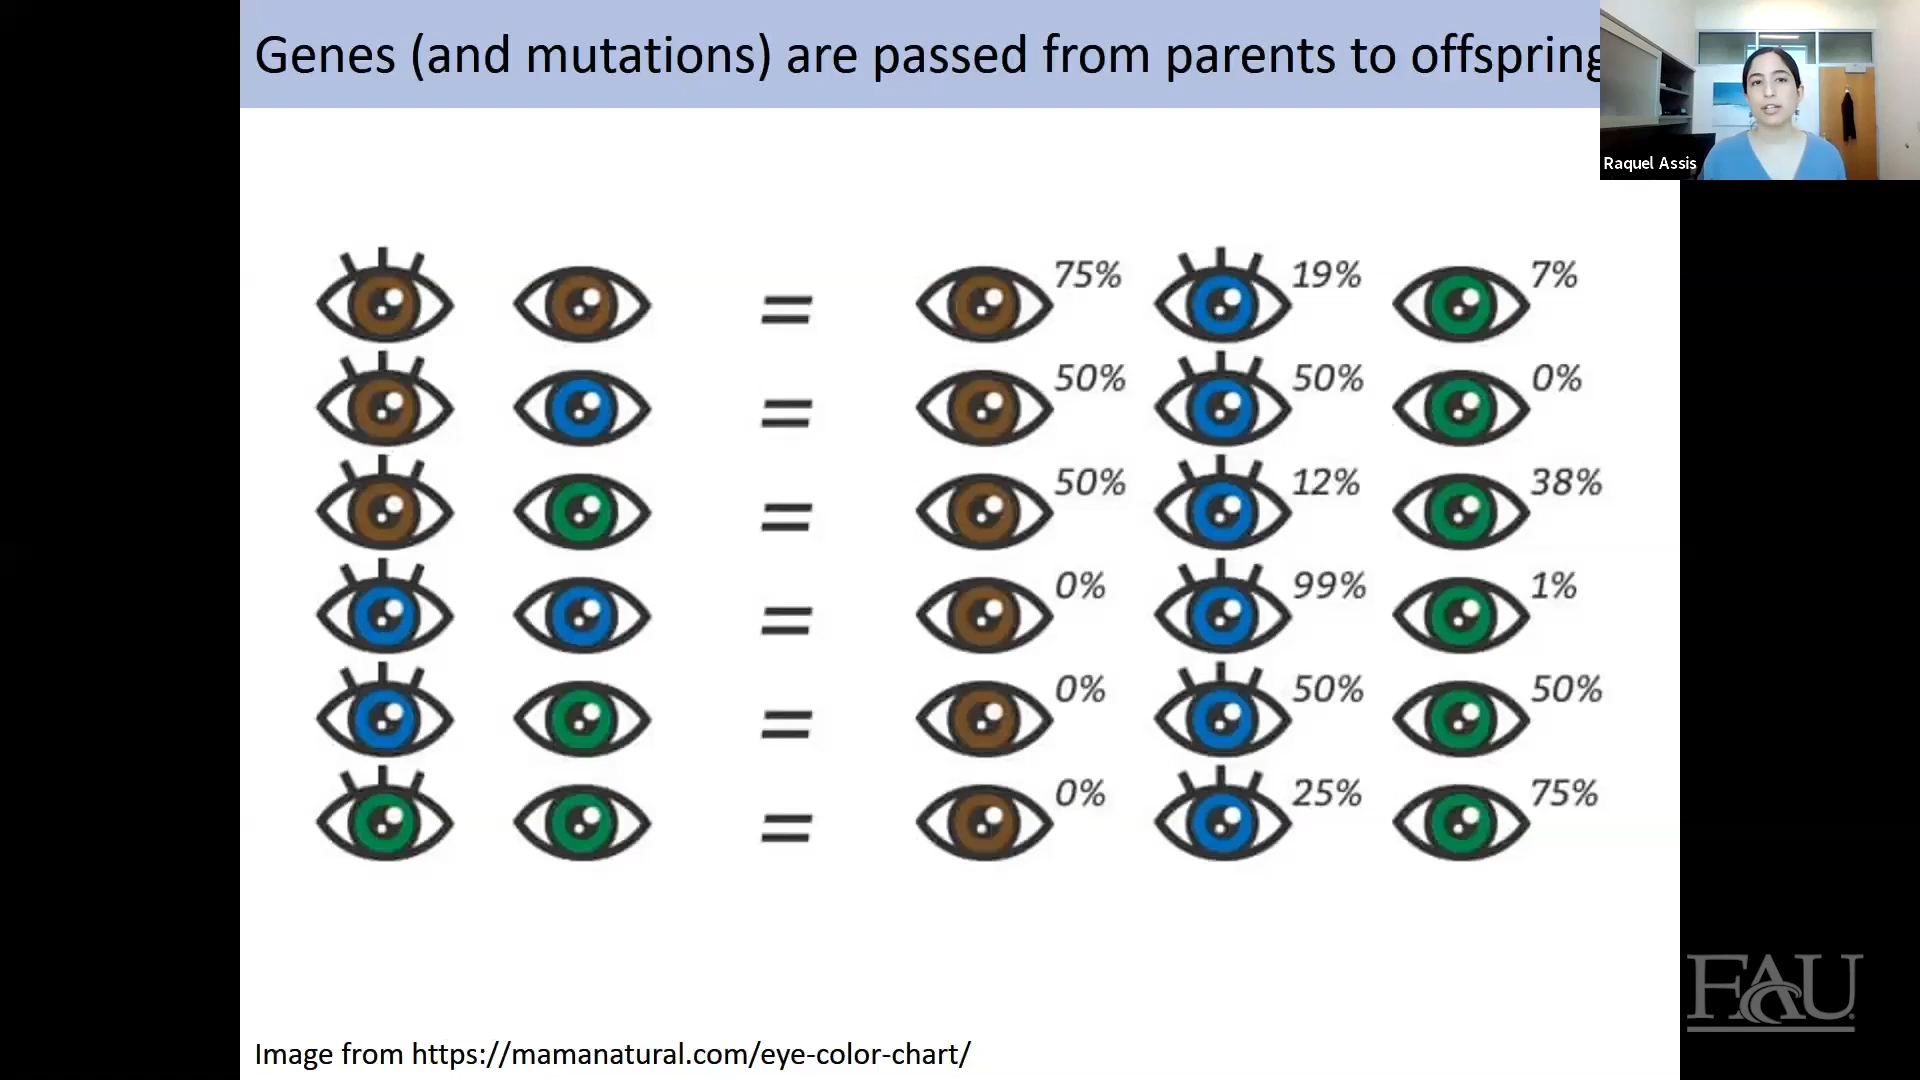 Genes (and mutations) are passed from parents to offspring
Raquel Assis
= 75% 19% 7%
= 50% 50% 0%
= 50% 12% 38%
= 0% 99% 1%
= 0% 50% 50%
= 0% 25% 75%
FAU
Image from https://mamanatural.com/eye-color-chart/